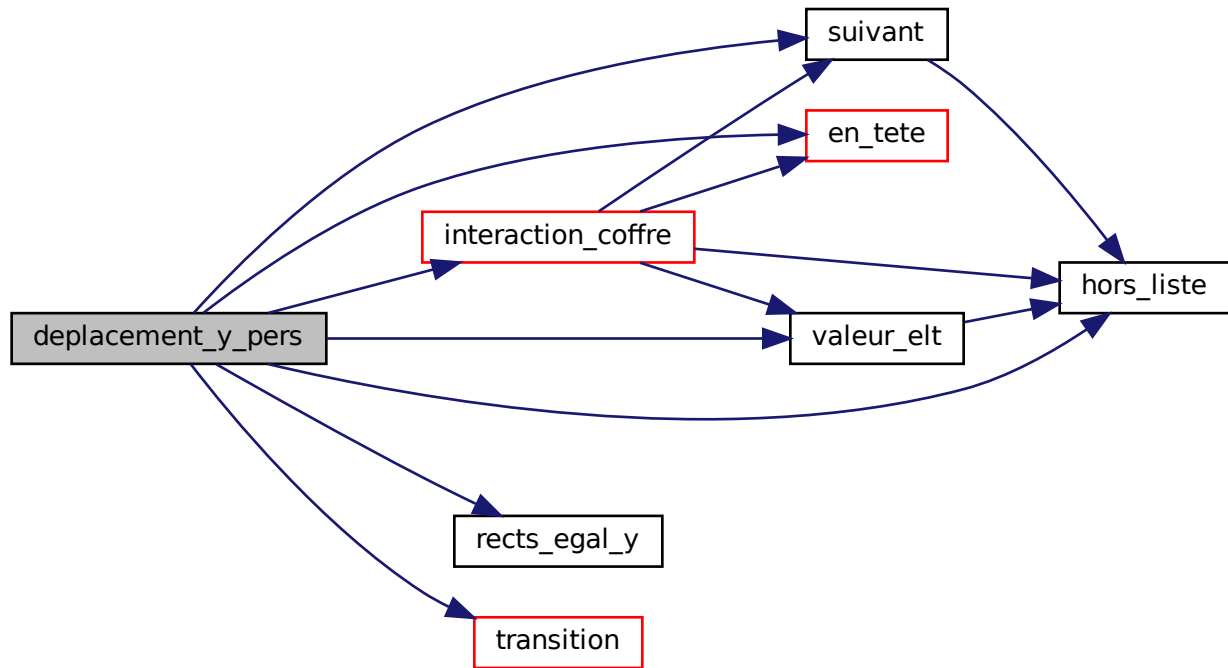 suivant
en_tete
interaction_coffre
hors_liste
deplacement_y_pers
valeur_elt
rects_egal_y
transition